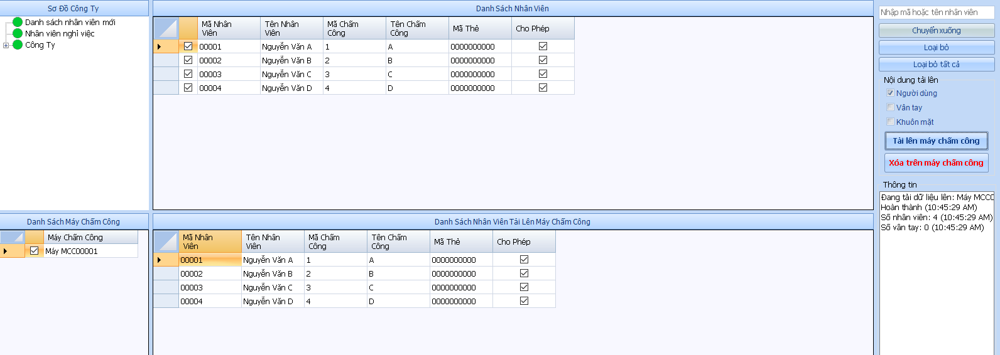 Sơ Đồ Công Ty
Danh sách nhân viên mới
Nhân viên nghỉ việc
Công Ty
Danh Sách Nhân Viên
Mã Nhân Viên Tên Nhân Viên Mã Chấm Công Tên Chấm Công Mã Thẻ Cho Phép
00001 Nguyễn Văn A 1 A 0000000000
00002 Nguyễn Văn B 2 B 0000000000
00003 Nguyễn Văn C 3 C 0000000000
00004 Nguyễn Văn D 4 D 0000000000
Nhập mã hoặc tên nhân viên
Chuyển xuống
Loại bỏ
Loại bỏ tất cả
Nội dung tải lên
Người dùng
Vân tay
Khuôn mặt
Tải lên máy chấm công
Xóa trên máy chấm công
Thông tin
Đang tải dữ liệu lên: Máy MCC0
Hoàn thành (10:45:29 AM)
Số nhân viên: 4 (10:45:29 AM)
Số vân tay: 0 (10:45:29 AM)
Danh Sách Máy Chấm Công
Máy Chấm Công
Máy MCC00001
Danh Sách Nhân Viên Tải Lên Máy Chấm Công
Mã Nhân Viên Tên Nhân Viên Mã Chấm Công Tên Chấm Công Mã Thẻ Cho Phép
00001 Nguyễn Văn A 1 A 0000000000
00002 Nguyễn Văn B 2 B 0000000000
00003 Nguyễn Văn C 3 C 0000000000
00004 Nguyễn Văn D 4 D 0000000000